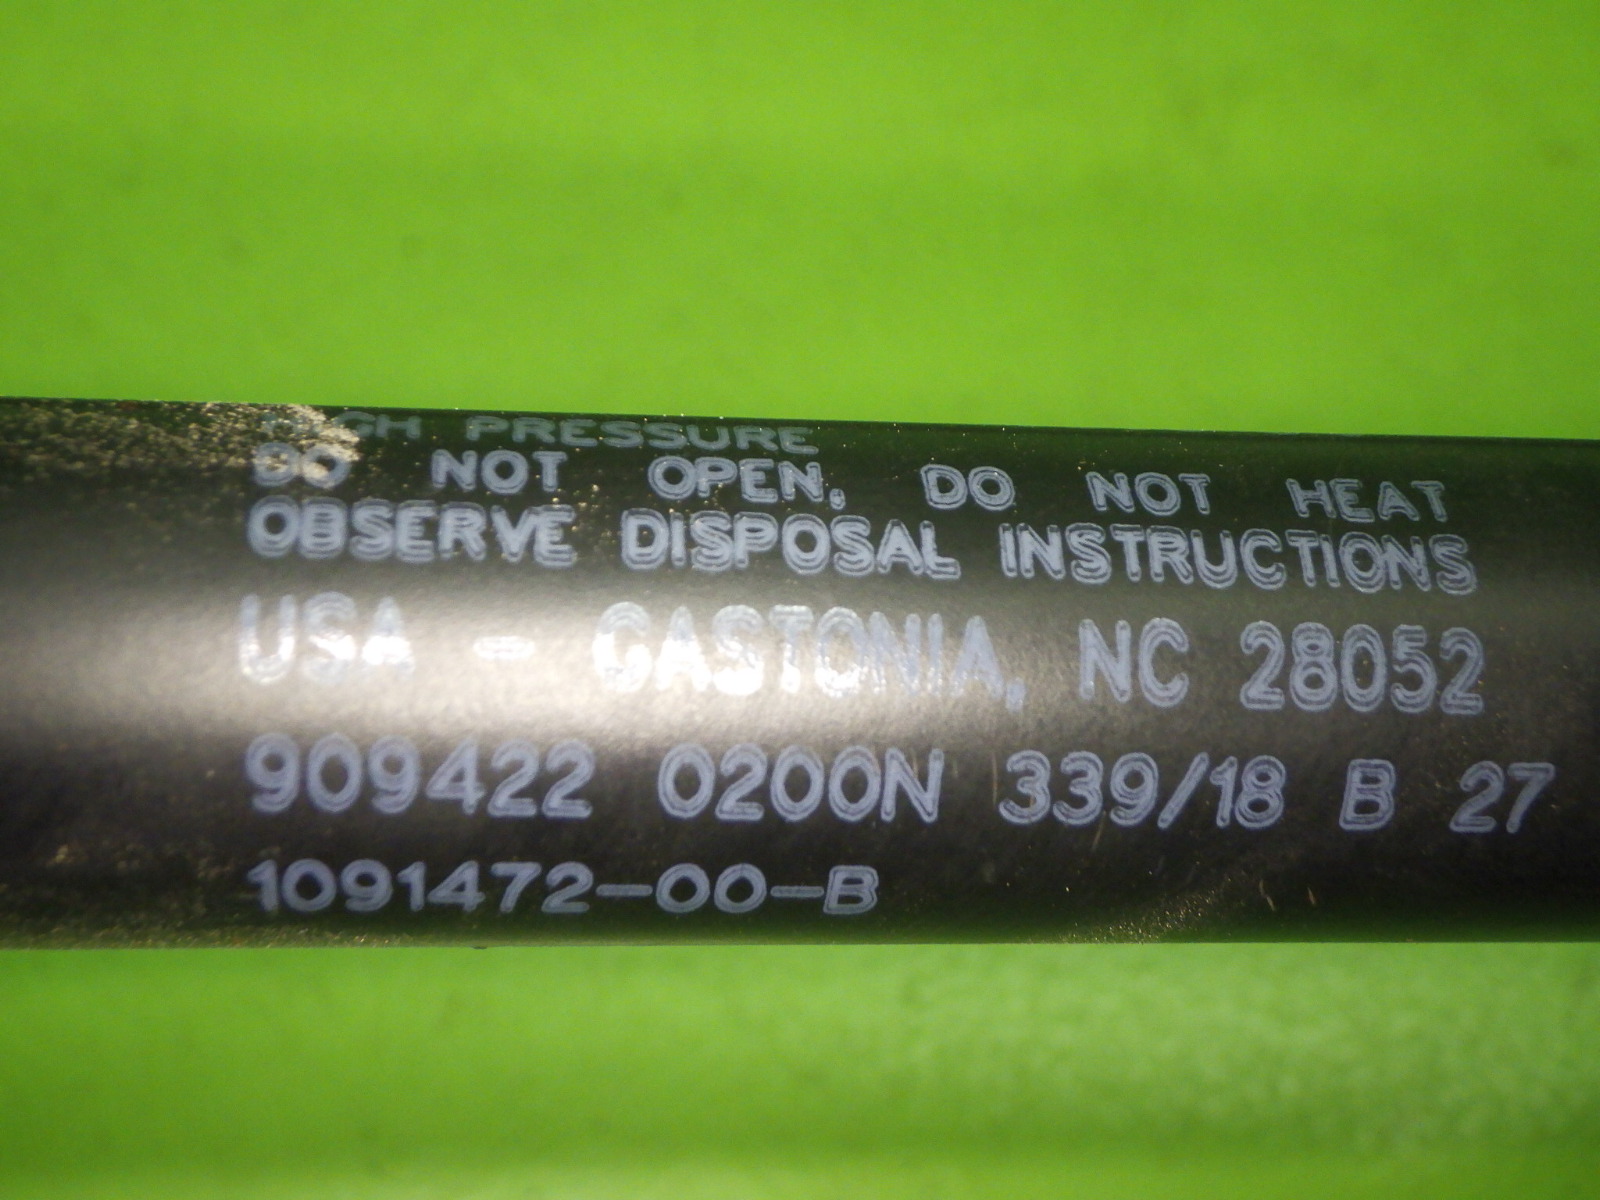 HIGH PRESSURE
DO NOT OPEN, DO NOT HEAT
OBSERVE DISPOSAL INSTRUCTIONS
USA - GASTONIA, NC 28052
909422 0200N 339/18 B 27
1091472-00-B